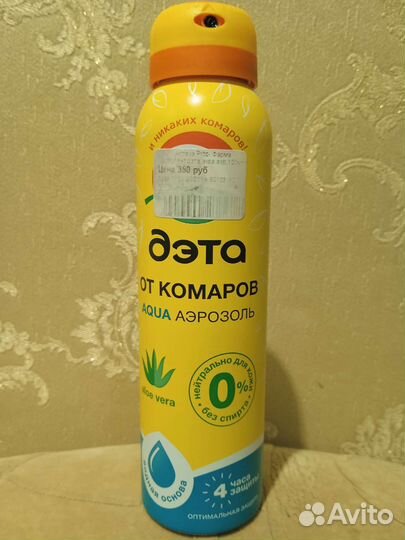 и никаких комаров!
Цена 380 руб
дэта
ОТ КОМАРОВ
AQUA АЭРОЗОЛЬ
Aloe vera
нейтрально для кожи
0%
без спирта
водная основа
4 часа защиты
ОПТИМАЛЬНАЯ ЗАЩИТА
Avito